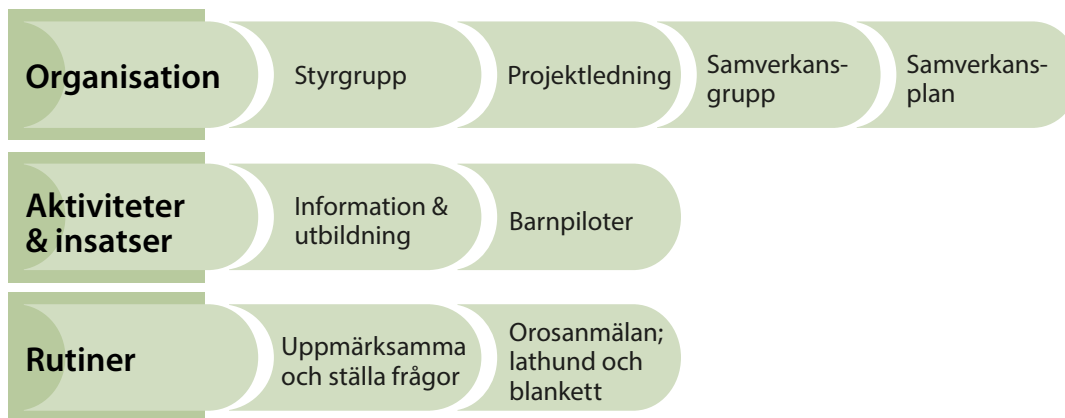 Organisation
Styrgrupp
Projektledning
Samverkans-
grupp
Samverkans-
plan
Aktiviteter
& insatser
Information &
utbildning
Barnpiloter
Rutiner
Uppmärksamma
och ställa frågor
Orosanmälan;
lathund och
blankett